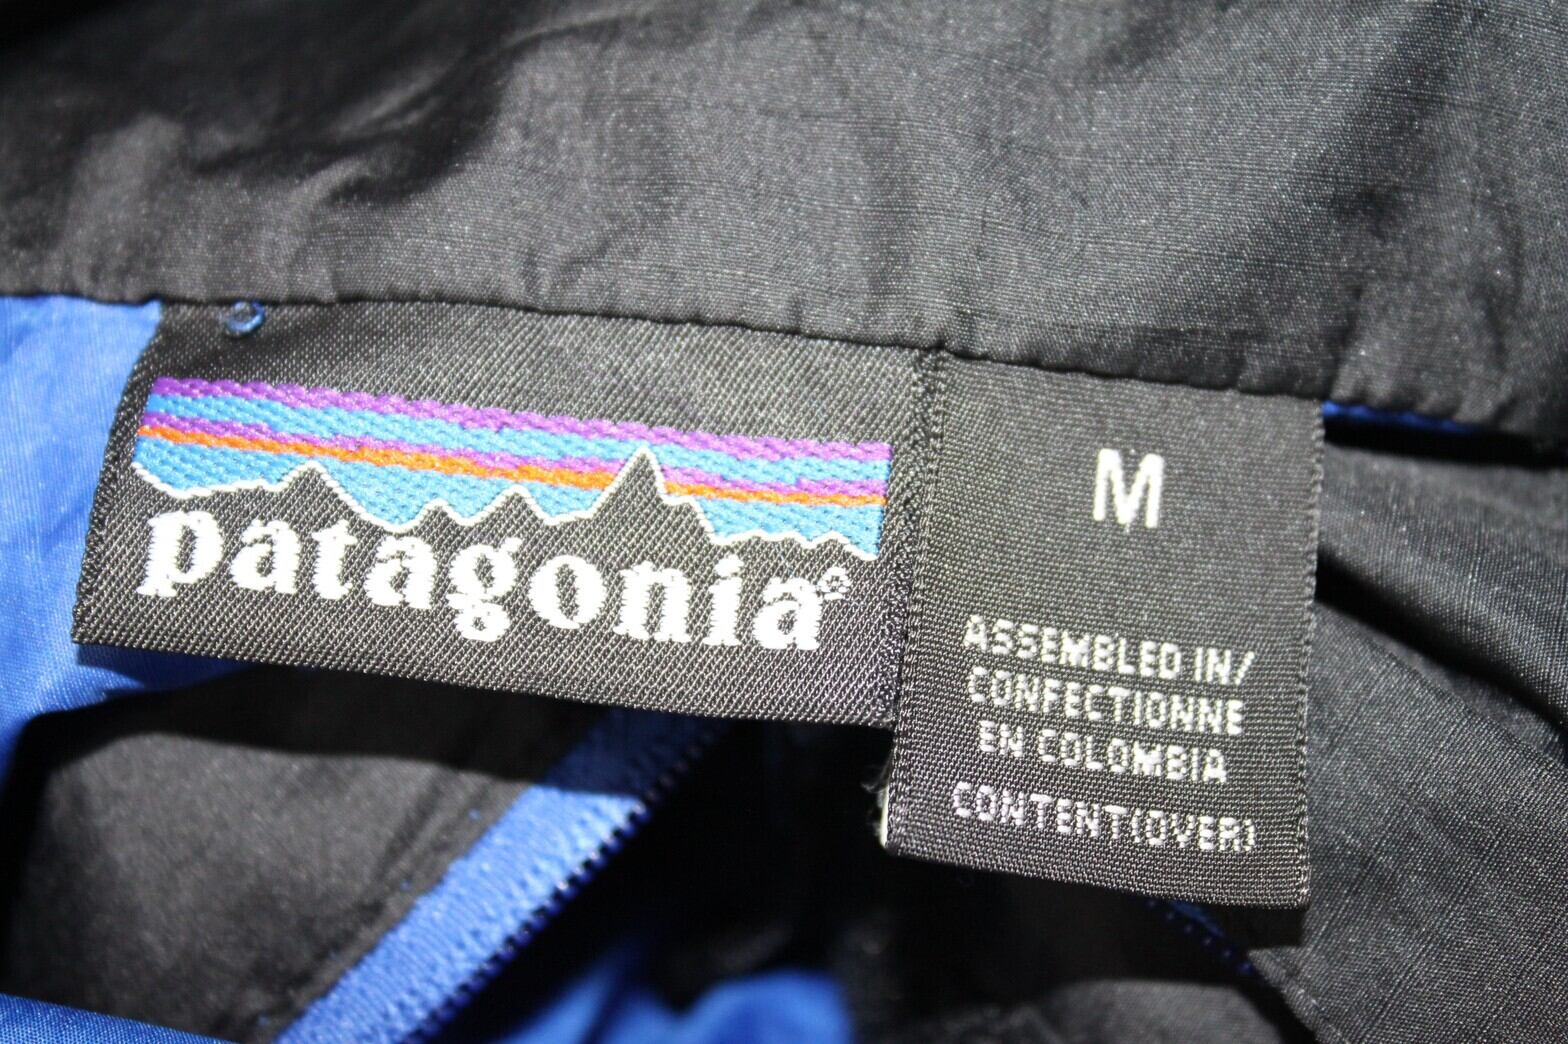 patagonia®
M
ASSEMBLED IN/
CONFECTIONNE
EN COLOMBIA
CONTENT(OVER)